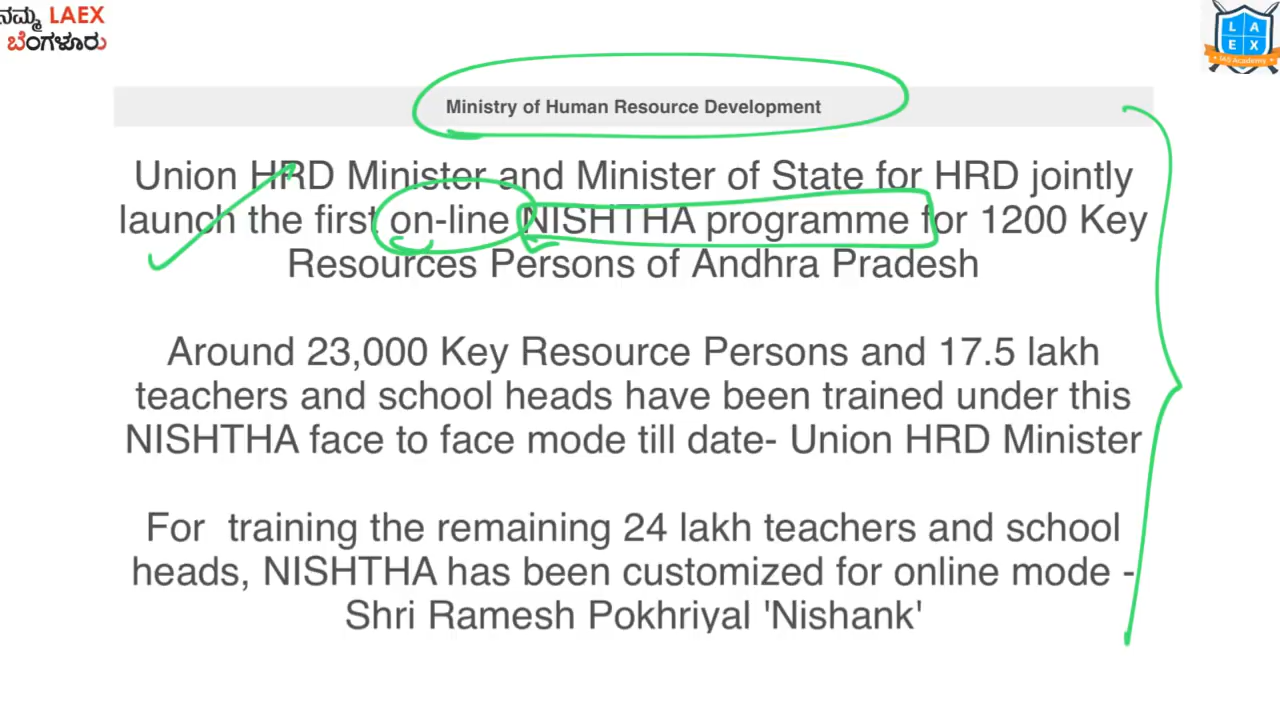 ನಮ್ಮ LAEX
ಬೆಂಗಳೂರು
L A
E X
IAS Academy
Ministry of Human Resource Development
Union HRD Minister and Minister of State for HRD jointly
launch the first on-line NISHTHA programme for 1200 Key
Resources Persons of Andhra Pradesh
Around 23,000 Key Resource Persons and 17.5 lakh
teachers and school heads have been trained under this
NISHTHA face to face mode till date- Union HRD Minister
For training the remaining 24 lakh teachers and school
heads, NISHTHA has been customized for online mode -
Shri Ramesh Pokhriyal 'Nishank'